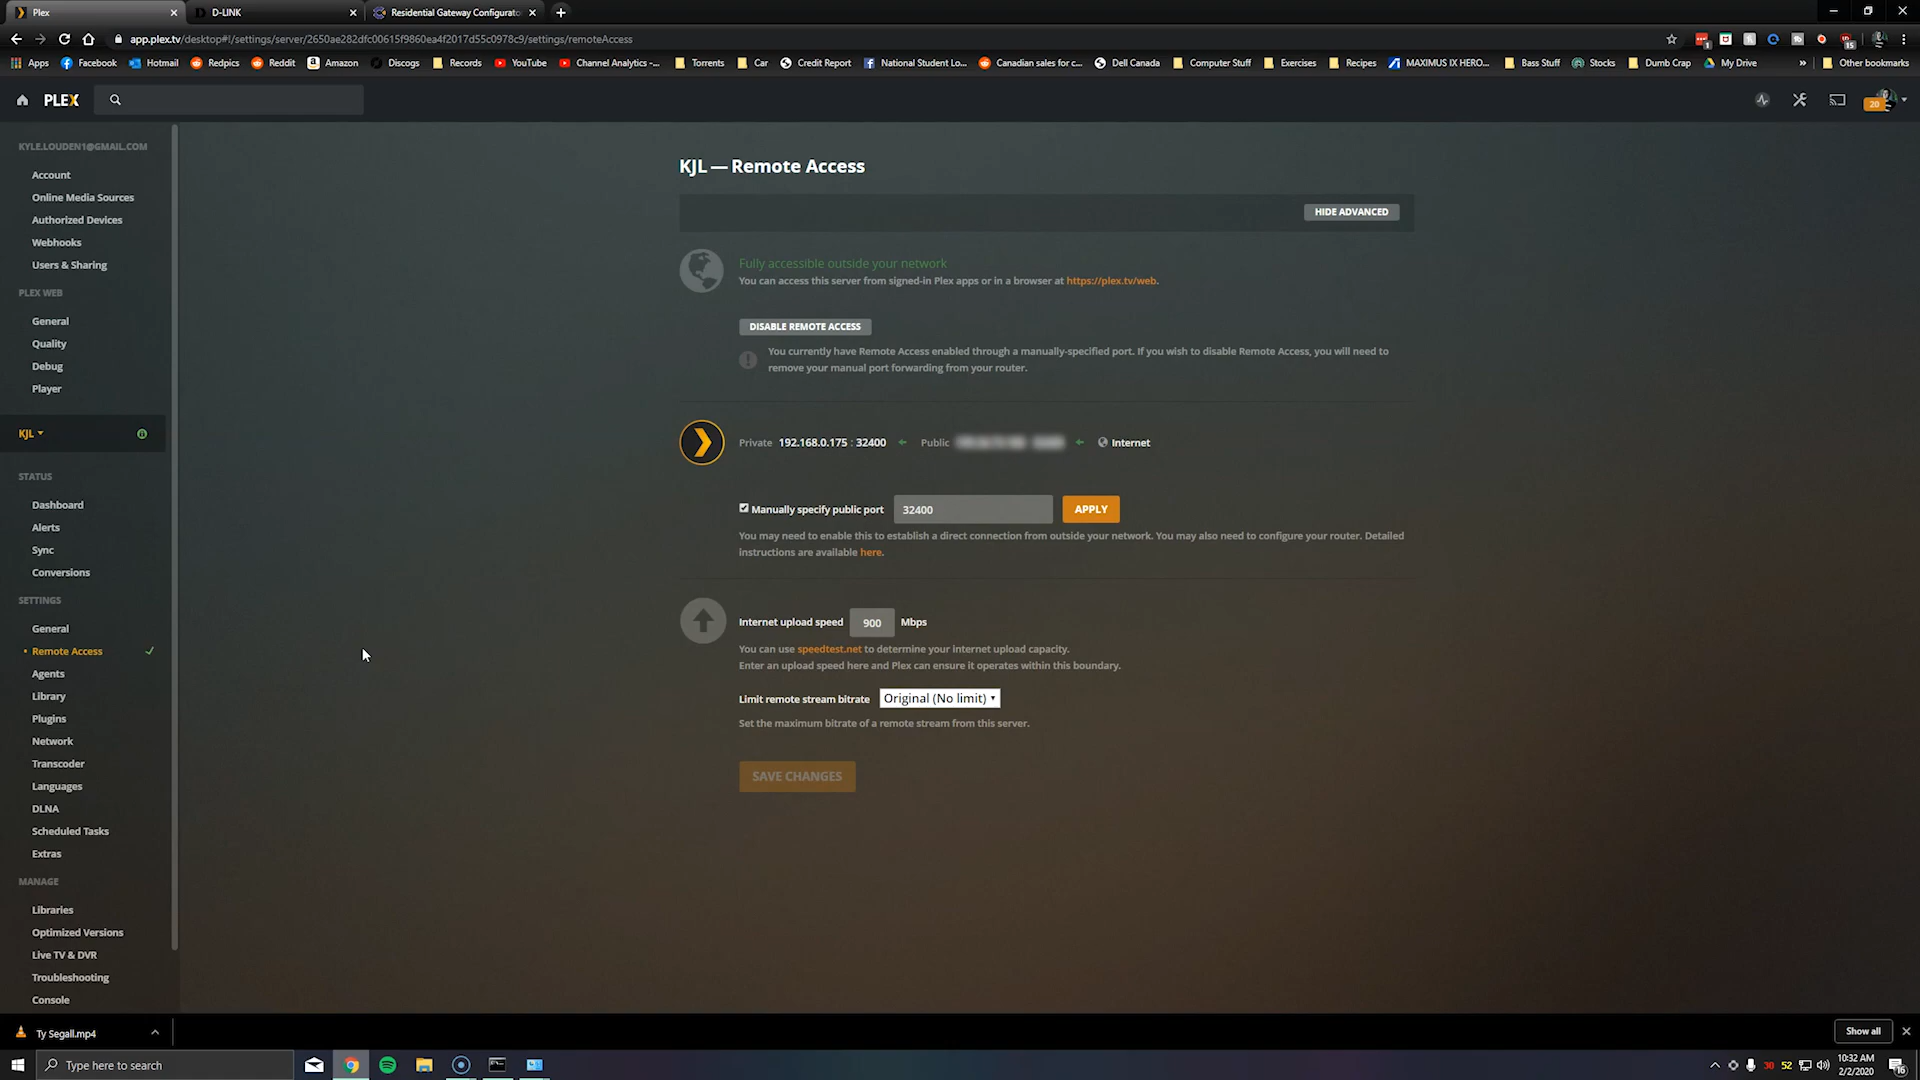 Plex
D-LINK
Residential Gateway Configurato
app.plex.tv/desktop#!/settings/server/2650ae282dfc00615f9860ea4f2017d55c0978c9/settings/remoteAccess
Apps
Facebook
Hotmail
Redpics
Reddit
Amazon
Discogs
Records
YouTube
Channel Analytics -...
Torrents
Car
Credit Report
National Student Lo...
Canadian sales for c...
Dell Canada
Computer Stuff
Exercises
Recipes
MAXIMUS IX HERO...
Bass Stuff
Stocks
Dumb Crap
My Drive
Other bookmarks
PLEX
20
KYLE.LOUDEN1@GMAIL.COM
Account
Online Media Sources
Authorized Devices
Webhooks
Users & Sharing
PLEX WEB
General
Quality
Debug
Player
KJL
STATUS
Dashboard
Alerts
Sync
Conversions
SETTINGS
General
Remote Access
Agents
Library
Plugins
Network
Transcoder
Languages
DLNA
Scheduled Tasks
Extras
MANAGE
Libraries
Optimized Versions
Live TV & DVR
Troubleshooting
Console
KJL — Remote Access
HIDE ADVANCED
Fully accessible outside your network
You can access this server from signed-in Plex apps or in a browser at https://plex.tv/web.
DISABLE REMOTE ACCESS
You currently have Remote Access enabled through a manually-specified port. If you wish to disable Remote Access, you will need to
remove your manual port forwarding from your router.
Private 192.168.0.175 : 32400 Public Internet
Manually specify public port 32400 APPLY
You may need to enable this to establish a direct connection from outside your network. You may also need to configure your router. Detailed
instructions are available here.
Internet upload speed 900 Mbps
You can use speedtest.net to determine your internet upload capacity.
Enter an upload speed here and Plex can ensure it operates within this boundary.
Limit remote stream bitrate Original (No limit)
Set the maximum bitrate of a remote stream from this server.
SAVE CHANGES
Ty Segall.mp4
Show all
Type here to search
30 52
10:32 AM
2/2/2020
16